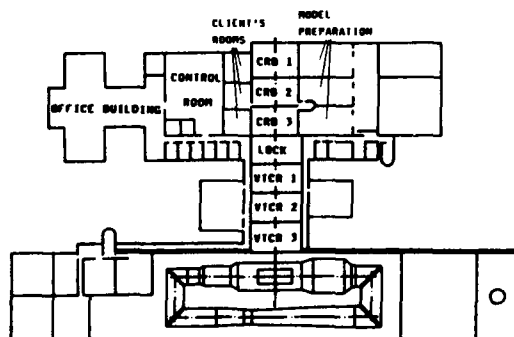 CLIENT'S
ROOMS
MODEL
PREPARATION
CRB 1
CONTROL
ROOM
CRB 2
OFFICE BUILDING
CRB 3
LOCK
VTCR 1
VTCR 2
VTCR 3